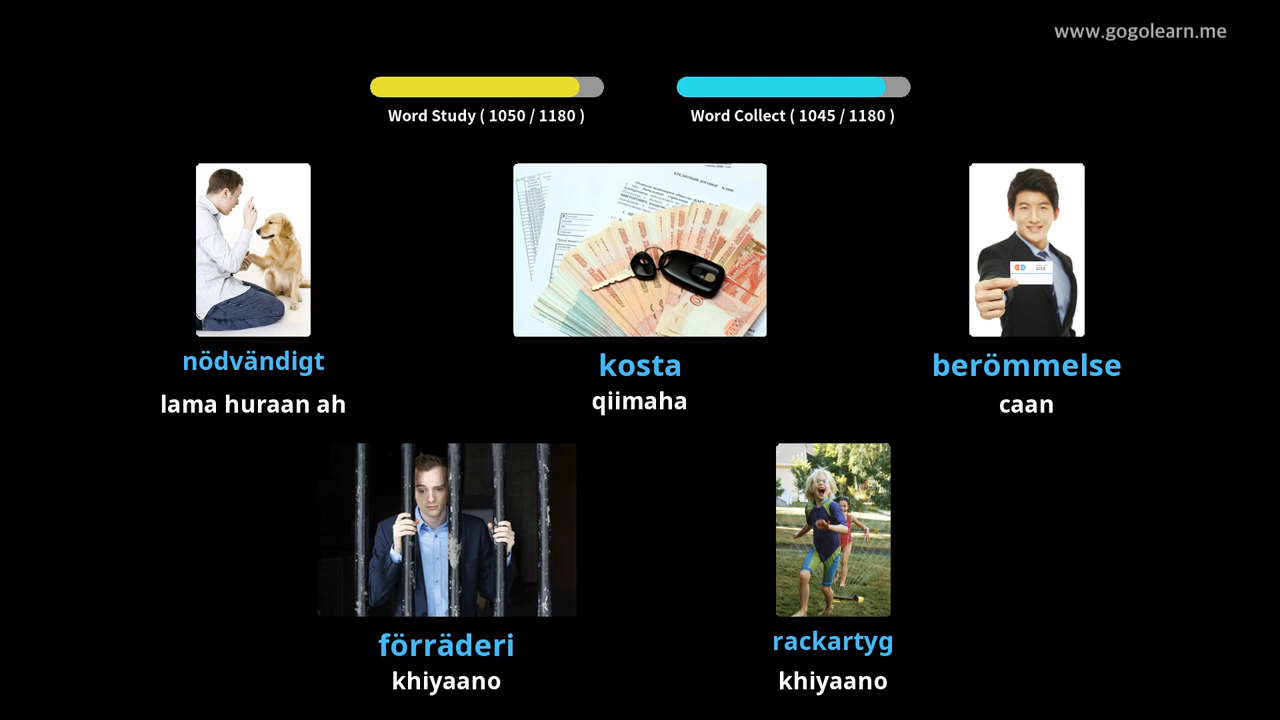 www.gogolearn.me
Word Study ( 1050 / 1180 )
Word Collect ( 1045 / 1180 )
nödvändigt
lama huraan ah
kosta
qiimaha
berömmelse
caan
förräderi
khiyaano
rackartyg
khiyaano